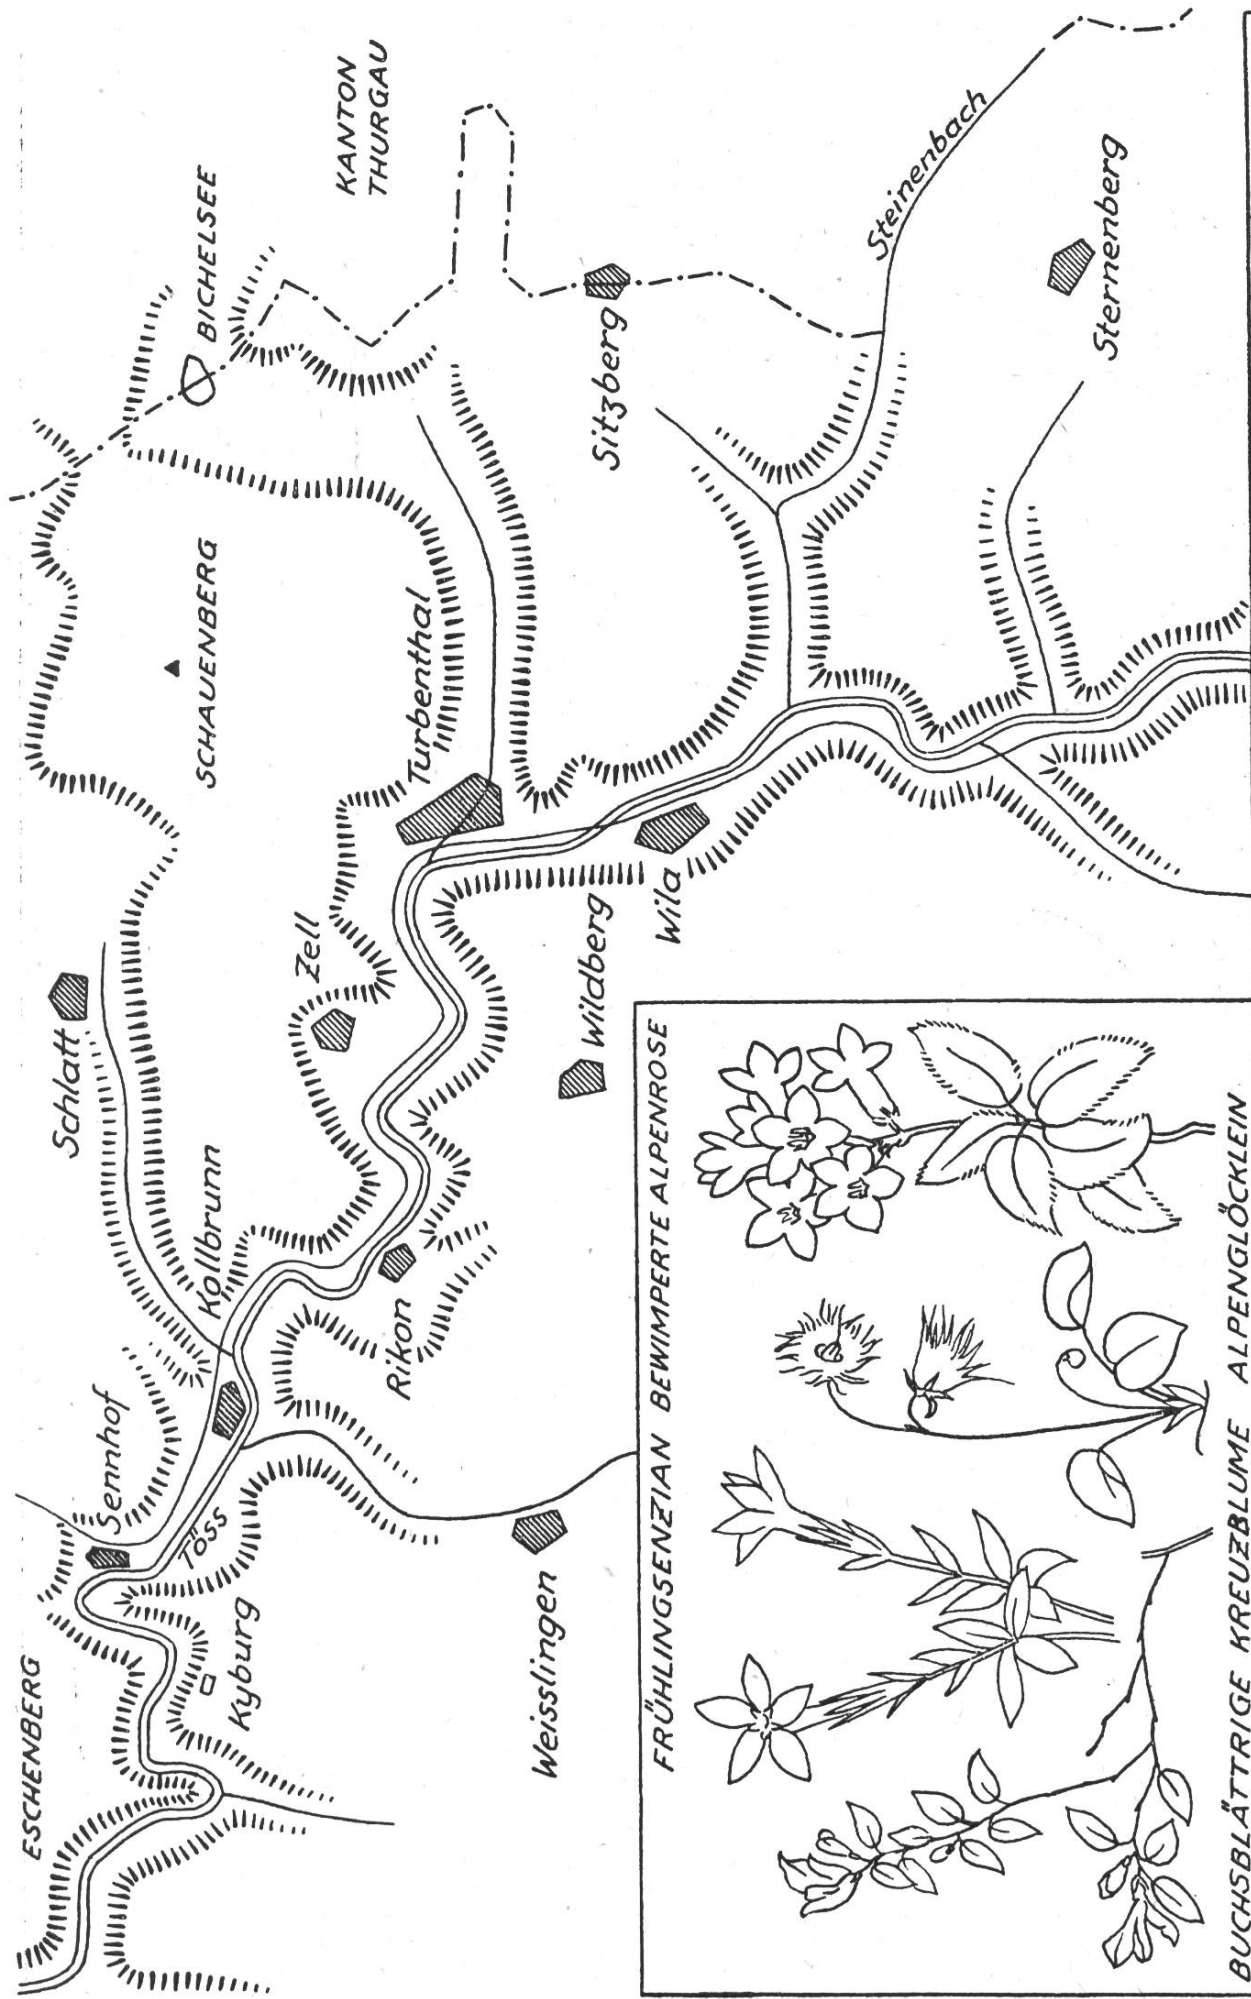 ESCHENBERG
Sennhof
Schlatt
SCHAUENBERG
BICHELSEE
KANTON
THURGAU
Töss
Kyburg
Kollbrunn
Zell
Turbenthal
Rikon
Weisslingen
Wildberg
Wila
Sitzberg
Steinenbach
Sternenberg
FRÜHLINGSENZIAN BEWIMPERTE ALPENROSE
BUCHSBLÄTTRIGE KREUZBLUME ALPENGLÖCKLEIN